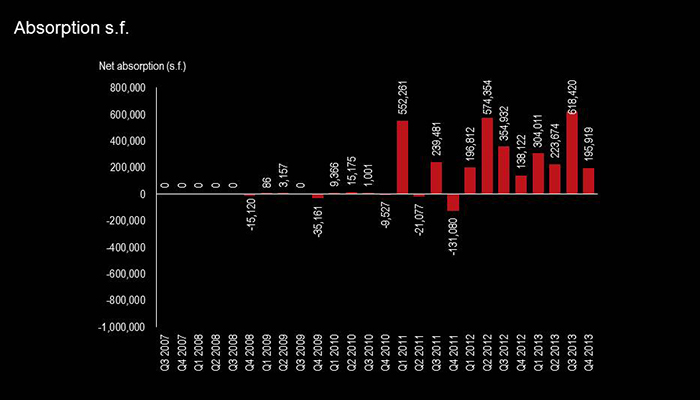 Absorption s.f.
Net absorption (s.f.)
800,000
600,000
400,000
200,000
0
-200,000
-400,000
-600,000
-800,000
-1,000,000
0
0
0
0
0
-15,120
86
3,157
0
-35,161
9,366
15,175
1,001
-9,527
552,261
-21,077
239,481
-131,080
196,812
574,354
354,932
138,122
304,011
223,674
618,420
195,919
Q3 2007
Q4 2007
Q1 2008
Q2 2008
Q3 2008
Q4 2008
Q1 2009
Q2 2009
Q3 2009
Q4 2009
Q1 2010
Q2 2010
Q3 2010
Q4 2010
Q1 2011
Q2 2011
Q3 2011
Q4 2011
Q1 2012
Q2 2012
Q3 2012
Q4 2012
Q1 2013
Q2 2013
Q3 2013
Q4 2013